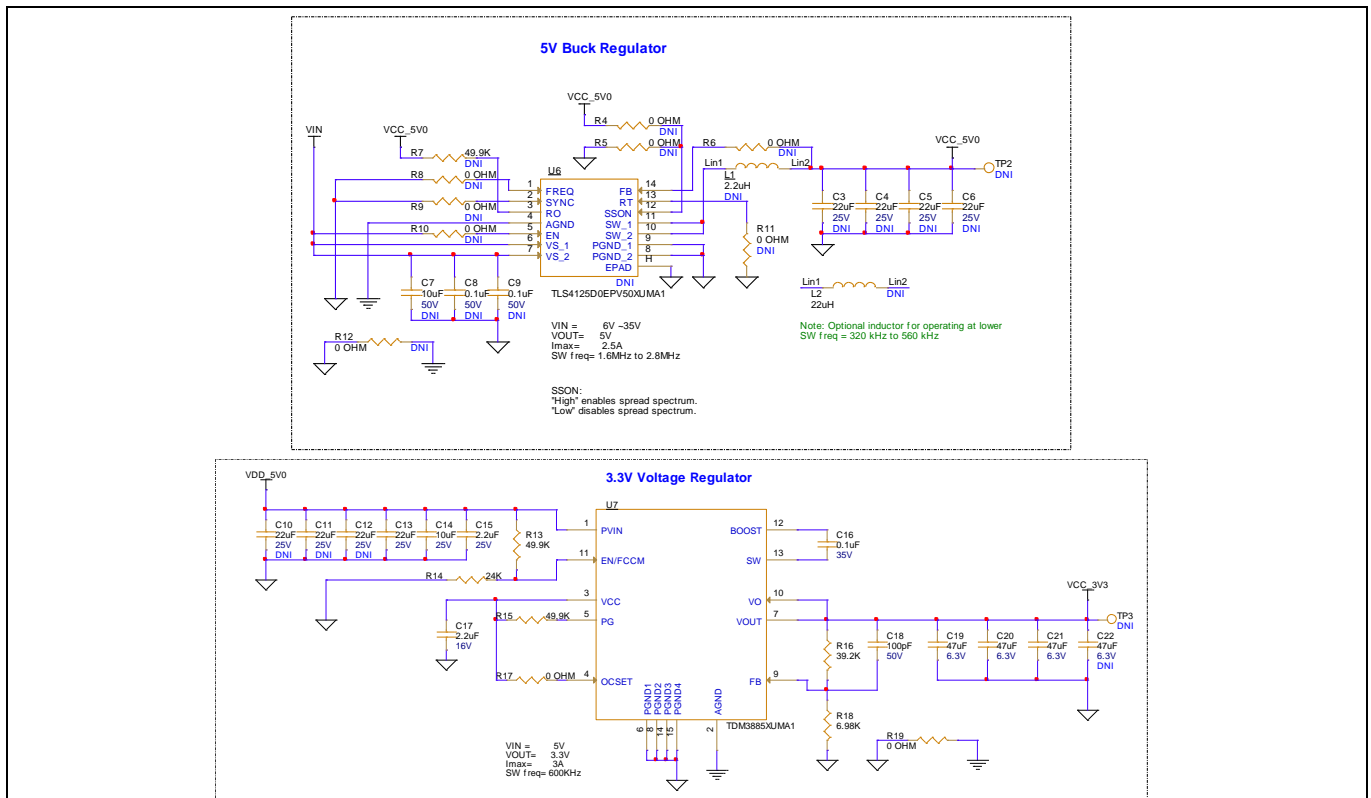 5V Buck Regulator
VCC_5V0
R4 0 OHM
DNI
R5 0 OHM
DNI
VIN
VCC_5V0
R7 49.9K
DNI
R8 0 OHM
DNI
R9 0 OHM
DNI
R10 0 OHM
DNI
U6
1 FREQ
2 SYNC
3 RO
4 AGND
5 EN
6 VS_1
7 VS_2
FB 14
RT 13
SSON 12
SW_1 11
SW_2 10
PGND_1 9
PGND_2 8
EPAD H
DNI
TLS4125D0EPV50XUMA1
R6 0 OHM
DNI
Lin1 Lin2
L1
2.2uH
DNI
R11
0 OHM
DNI
VCC_5V0
TP2
DNI
C3
22uF
25V
DNI
C4
22uF
25V
DNI
C5
22uF
25V
DNI
C6
22uF
25V
DNI
C7
10uF
50V
DNI
C8
0.1uF
50V
DNI
C9
0.1uF
50V
DNI
R12
0 OHM DNI
Lin1 Lin2
L2 DNI
22uH
Note: Optional inductor for operating at lower
SW freq = 320 kHz to 560 kHz
VIN = 6V ~35V
VOUT= 5V
Imax= 2.5A
SW freq= 1.6MHz to 2.8MHz
SSON:
"High" enables spread spectrum.
"Low" disables spread spectrum.
3.3V Voltage Regulator
VDD_5V0
C10
22uF
25V
DNI
C11
22uF
25V
DNI
C12
22uF
25V
DNI
C13
22uF
25V
DNI
C14
10uF
25V
C15
2.2uF
25V
R13
49.9K
R14 24K
C17
2.2uF
16V
R15 49.9K
R17 0 OHM
U7
1 PVIN
11 EN/FCCM
3 VCC
5 PG
4 OCSET
BOOST 12
SW 13
VO 10
VOUT 7
FB 9
PGND1 6
PGND2 8
PGND3 14
PGND4 15
AGND 2
TDM3885XUMA1
C16
0.1uF
35V
R16
39.2K
C18
100pF
50V
C19
47uF
6.3V
C20
47uF
6.3V
C21
47uF
6.3V
C22
47uF
6.3V
DNI
VCC_3V3
TP3
DNI
R18
6.98K
R19
0 OHM
VIN = 5V
VOUT= 3.3V
Imax= 3A
SW freq= 600KHz